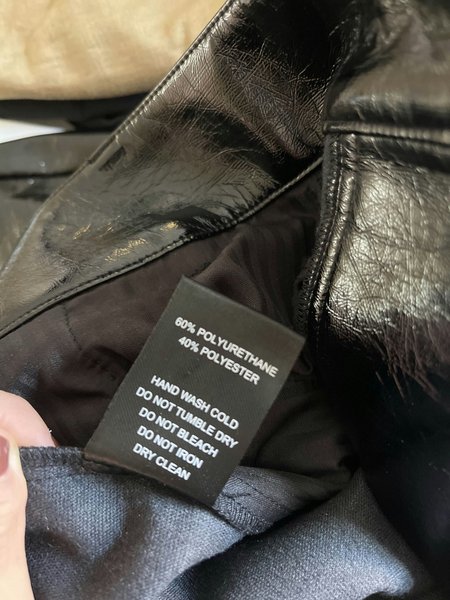 60% POLYURETHANE
40% POLYESTER
HAND WASH COLD
DO NOT TUMBLE DRY
DO NOT BLEACH
DO NOT IRON
DRY CLEAN